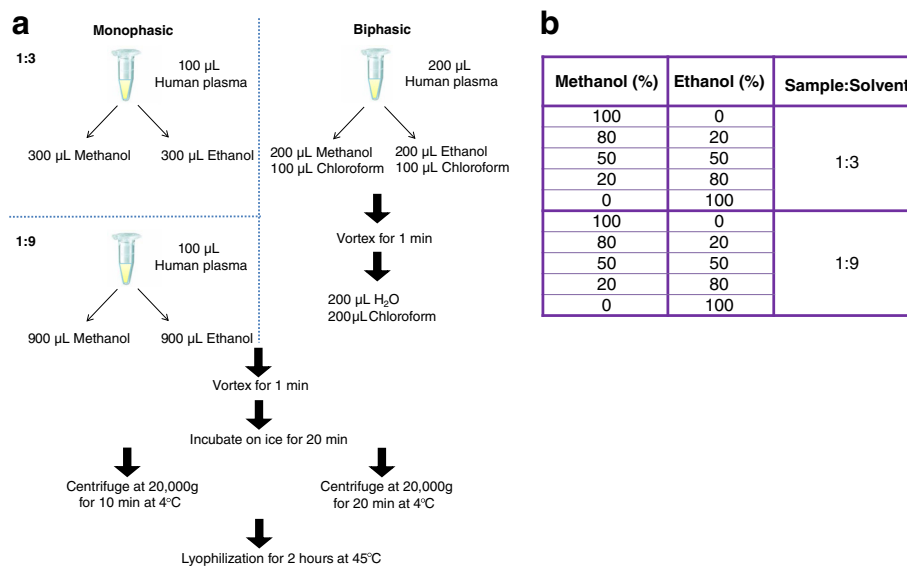 a
Monophasic
1:3
100 µL
Human plasma
300 µL Methanol
300 µL Ethanol
1:9
100 µL
Human plasma
900 µL Methanol
900 µL Ethanol
Biphasic
200 µL
Human plasma
200 µL Methanol
100 µL Chloroform
200 µL Ethanol
100 µL Chloroform
Vortex for 1 min
200 µL H₂O
200µL Chloroform
Vortex for 1 min
Incubate on ice for 20 min
Centrifuge at 20,000g
for 10 min at 4°C
Centrifuge at 20,000g
for 20 min at 4°C
Lyophilization for 2 hours at 45°C
b
Methanol (%) Ethanol (%) Sample:Solvent
100 0
80 20
50 50
20 80
0 100
1:3
100 0
80 20
50 50
20 80
0 100
1:9